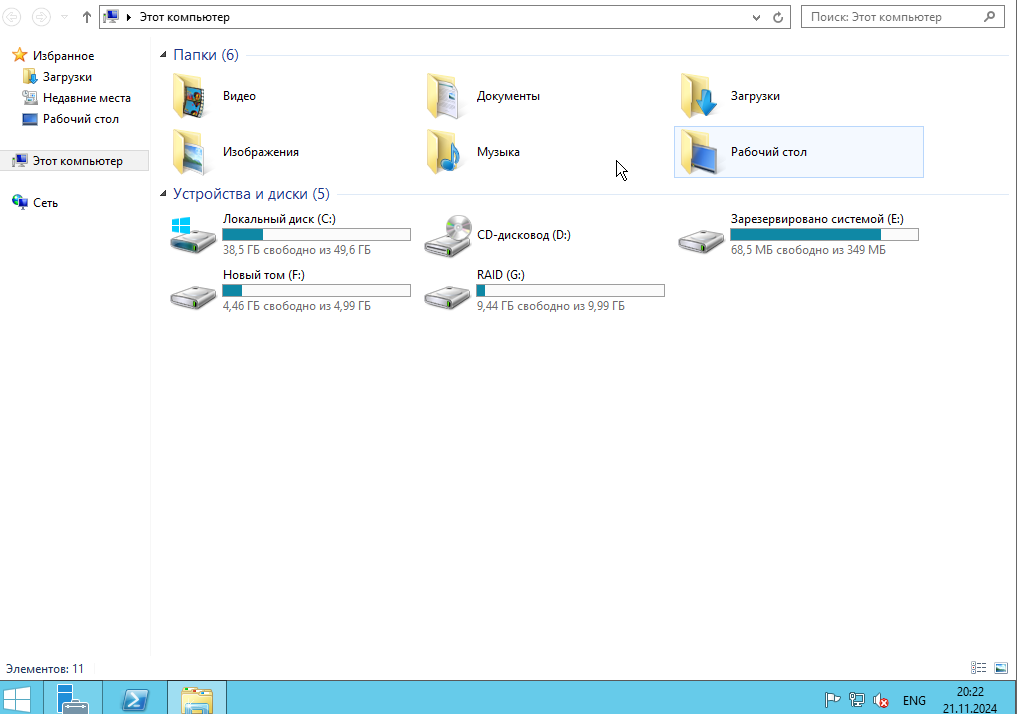 Этот компьютер
Поиск: Этот компьютер
Избранное
Загрузки
Недавние места
Рабочий стол
Этот компьютер
Сеть
Папки (6)
Видео
Документы
Загрузки
Изображения
Музыка
Рабочий стол
Устройства и диски (5)
Локальный диск (C:)
38,5 ГБ свободно из 49,6 ГБ
CD-дисковод (D:)
Зарезервировано системой (E:)
68,5 МБ свободно из 349 МБ
Новый том (F:)
4,46 ГБ свободно из 4,99 ГБ
RAID (G:)
9,44 ГБ свободно из 9,99 ГБ
Элементов: 11
ENG
20:22
21.11.2024